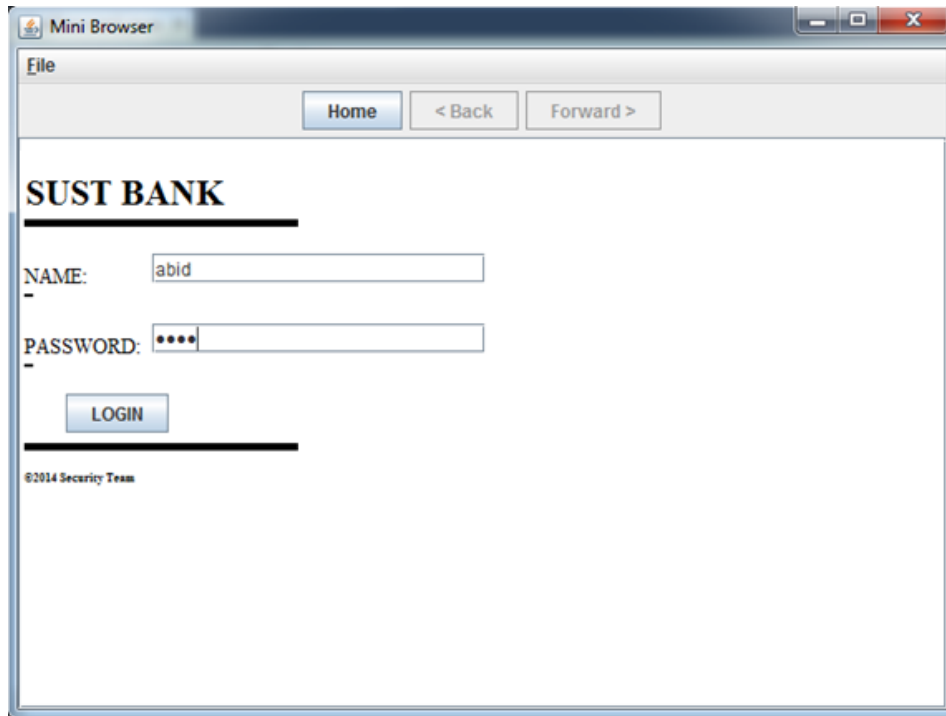 Mini Browser
File
Home < Back Forward >
SUST BANK
NAME: abid
PASSWORD: ••••
LOGIN
©2014 Security Team